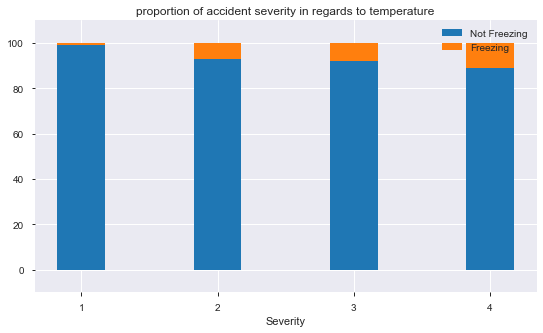 proportion of accident severity in regards to temperature
Not Freezing
Freezing
100
80
60
40
20
0
1 2 3 4
Severity